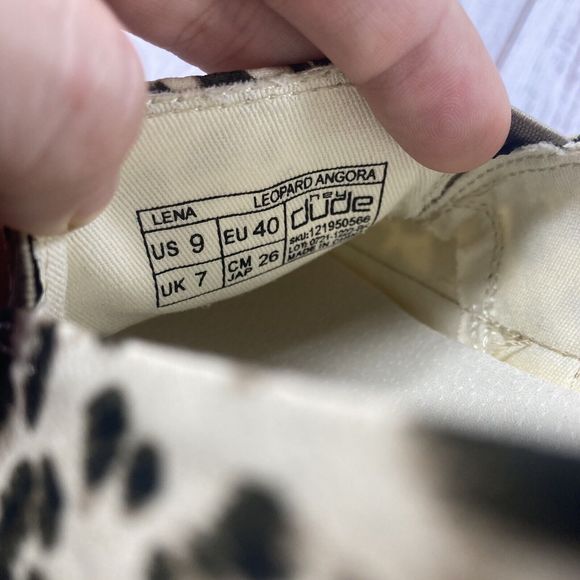 LENA LEOPARD ANGORA
US 9 EU 40 hey dude
UK 7 CM JAP 26 SKU:121950566
MADE IN